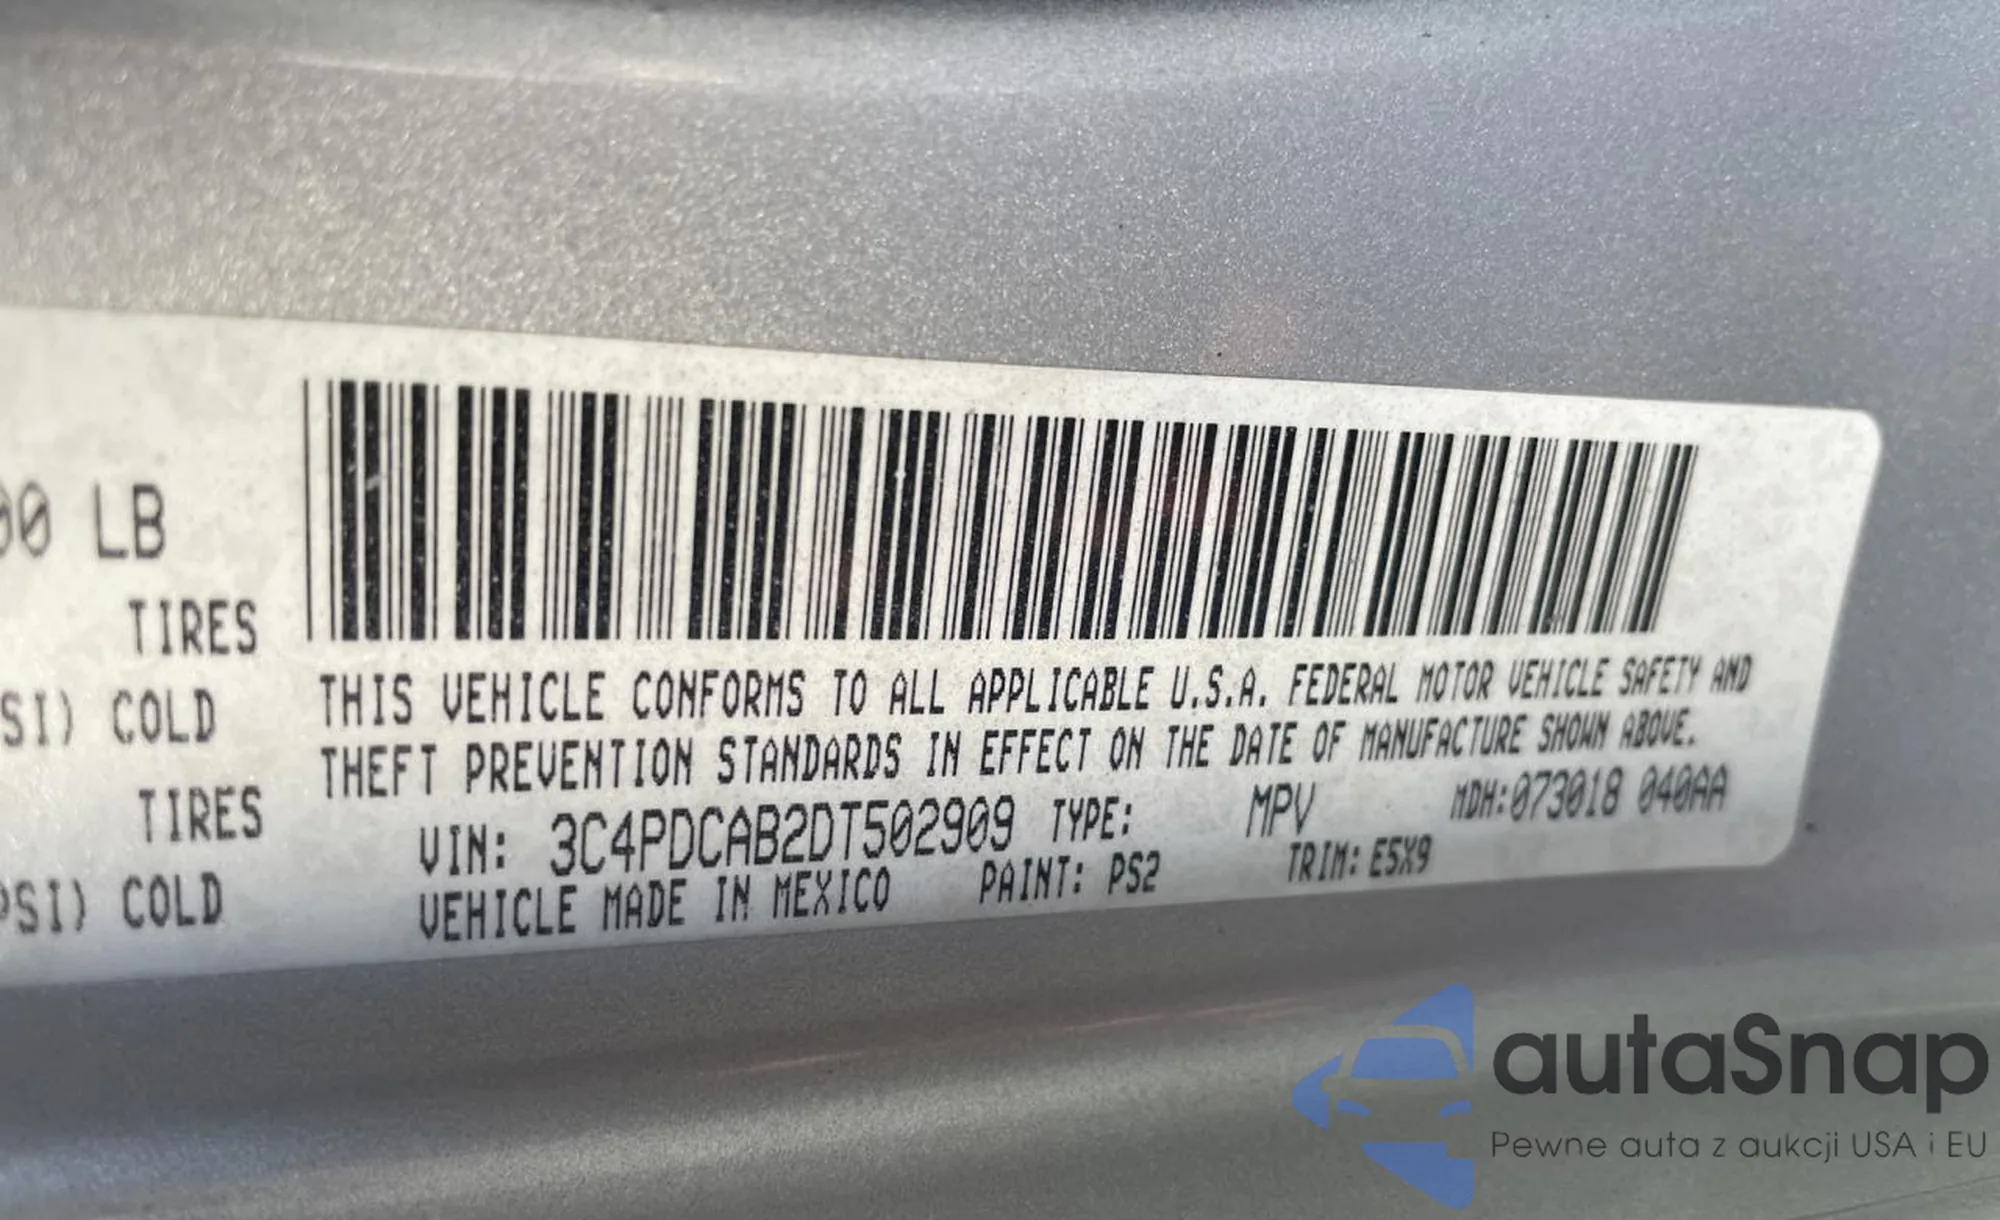 00 LB
TIRES
SI) COLD
TIRES
PSI) COLD
THIS VEHICLE CONFORMS TO ALL APPLICABLE U.S.A. FEDERAL MOTOR VEHICLE SAFETY AND
THEFT PREVENTION STANDARDS IN EFFECT ON THE DATE OF MANUFACTURE SHOWN ABOVE.
VIN: 3C4PDCAB2DT502909 TYPE: MPV MDH:073018 040AA
VEHICLE MADE IN MEXICO PAINT: PS2 TRIM: E5X9
autaSnap
Pewne auta z aukcji USA i EU